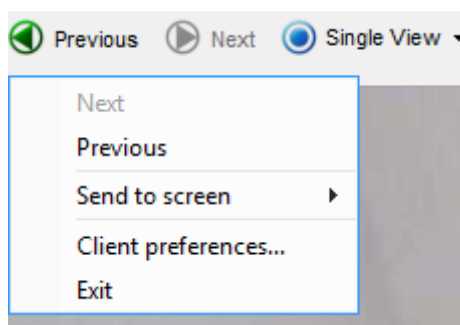 Previous Next Single View
Next
Previous
Send to screen
Client preferences...
Exit